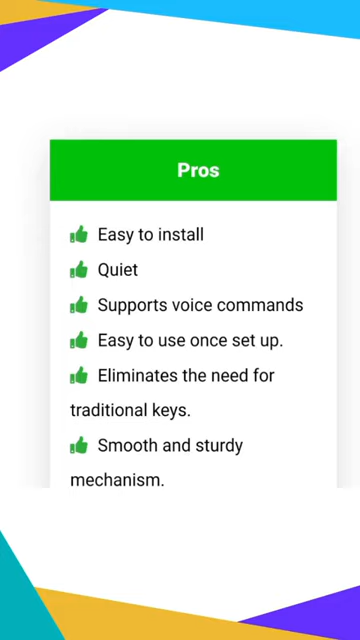 Pros
Easy to install
Quiet
Supports voice commands
Easy to use once set up.
Eliminates the need for
traditional keys.
Smooth and sturdy
mechanism.